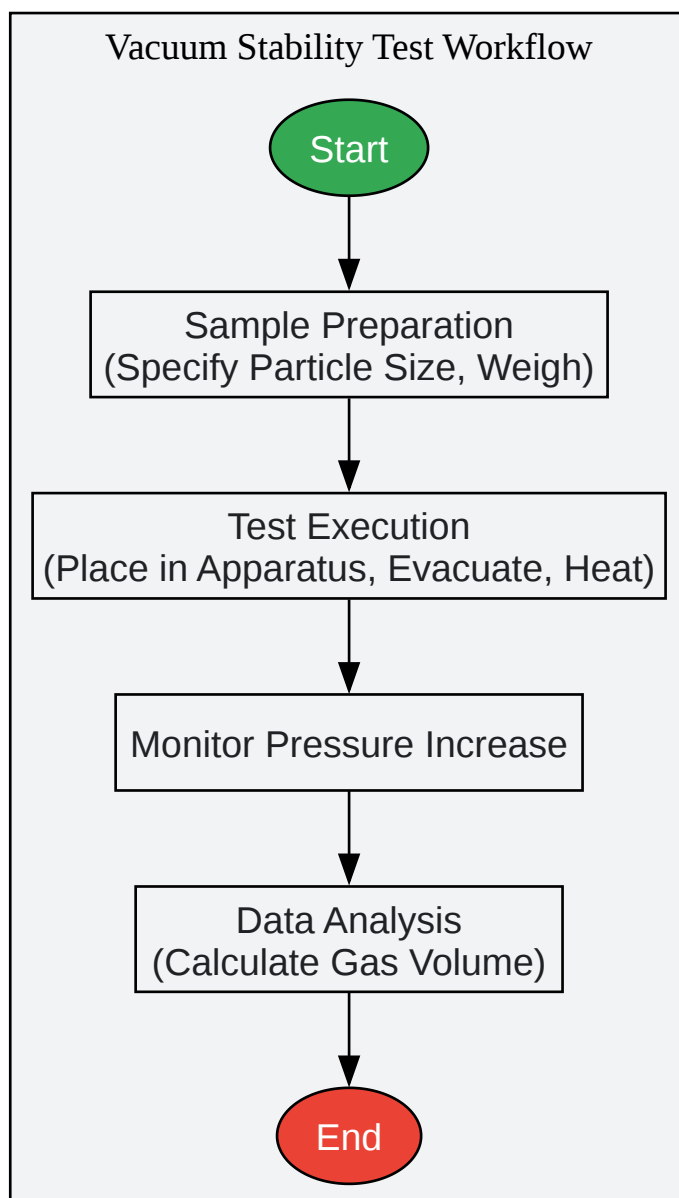 Vacuum Stability Test Workflow
Start
Sample Preparation
(Specify Particle Size, Weigh)
Test Execution
(Place in Apparatus, Evacuate, Heat)
Monitor Pressure Increase
Data Analysis
(Calculate Gas Volume)
End